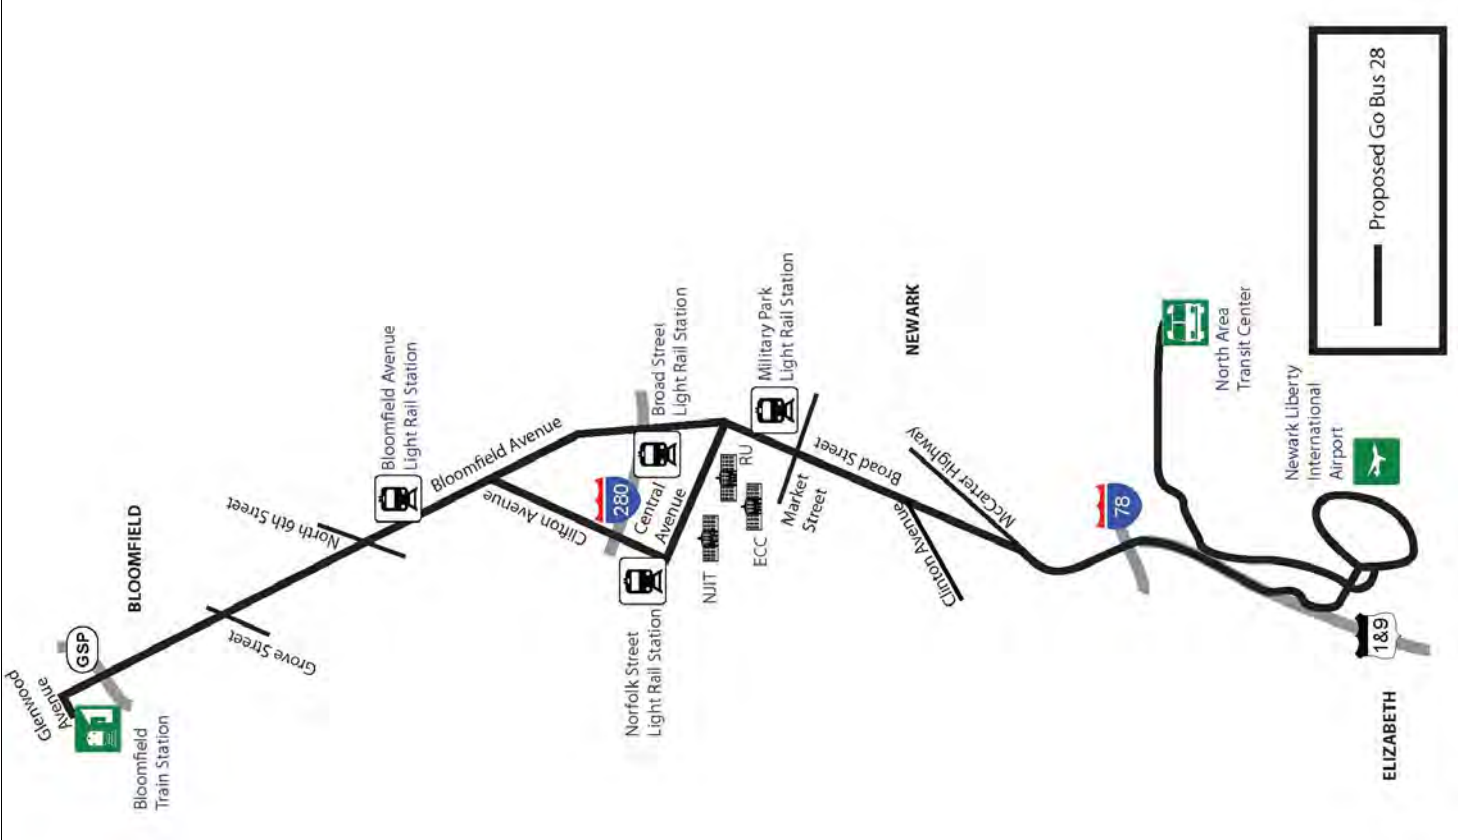 Glenwood
Avenue
GSP
Bloomfield
Train Station
BLOOMFIELD
Grove Street
North 6th Street
Bloomfield Avenue
Light Rail Station
Bloomfield Avenue
Clifton Avenue
280
Broad Street
Light Rail Station
Central
Avenue
Norfolk Street
Light Rail Station
NJIT
RU
ECC
Military Park
Light Rail Station
Market
Street
Broad Street
NEWARK
McCarter Highway
Clinton Avenue
78
North Area
Transit Center
Newark Liberty
International
Airport
1&9
ELIZABETH
Proposed Go Bus 28